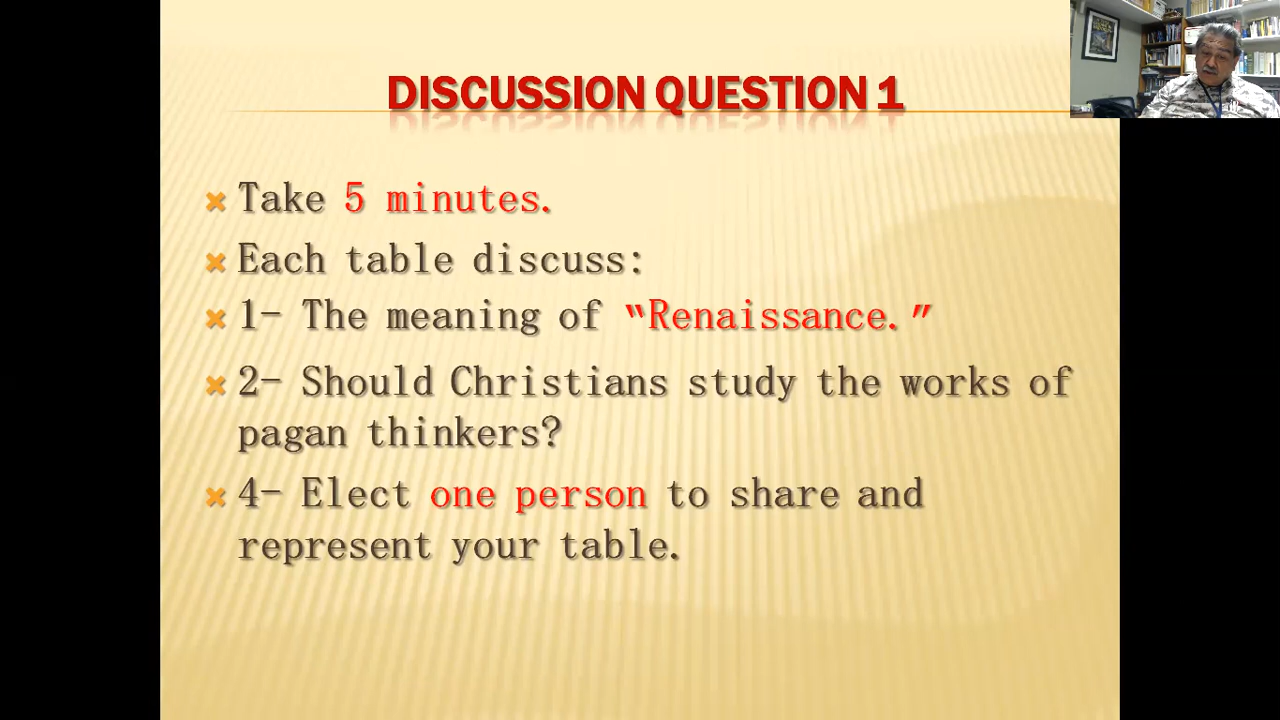 DISCUSSION QUESTION 1
Take 5 minutes.
Each table discuss:
1- The meaning of “Renaissance.”
2- Should Christians study the works of
pagan thinkers?
4- Elect one person to share and
represent your table.